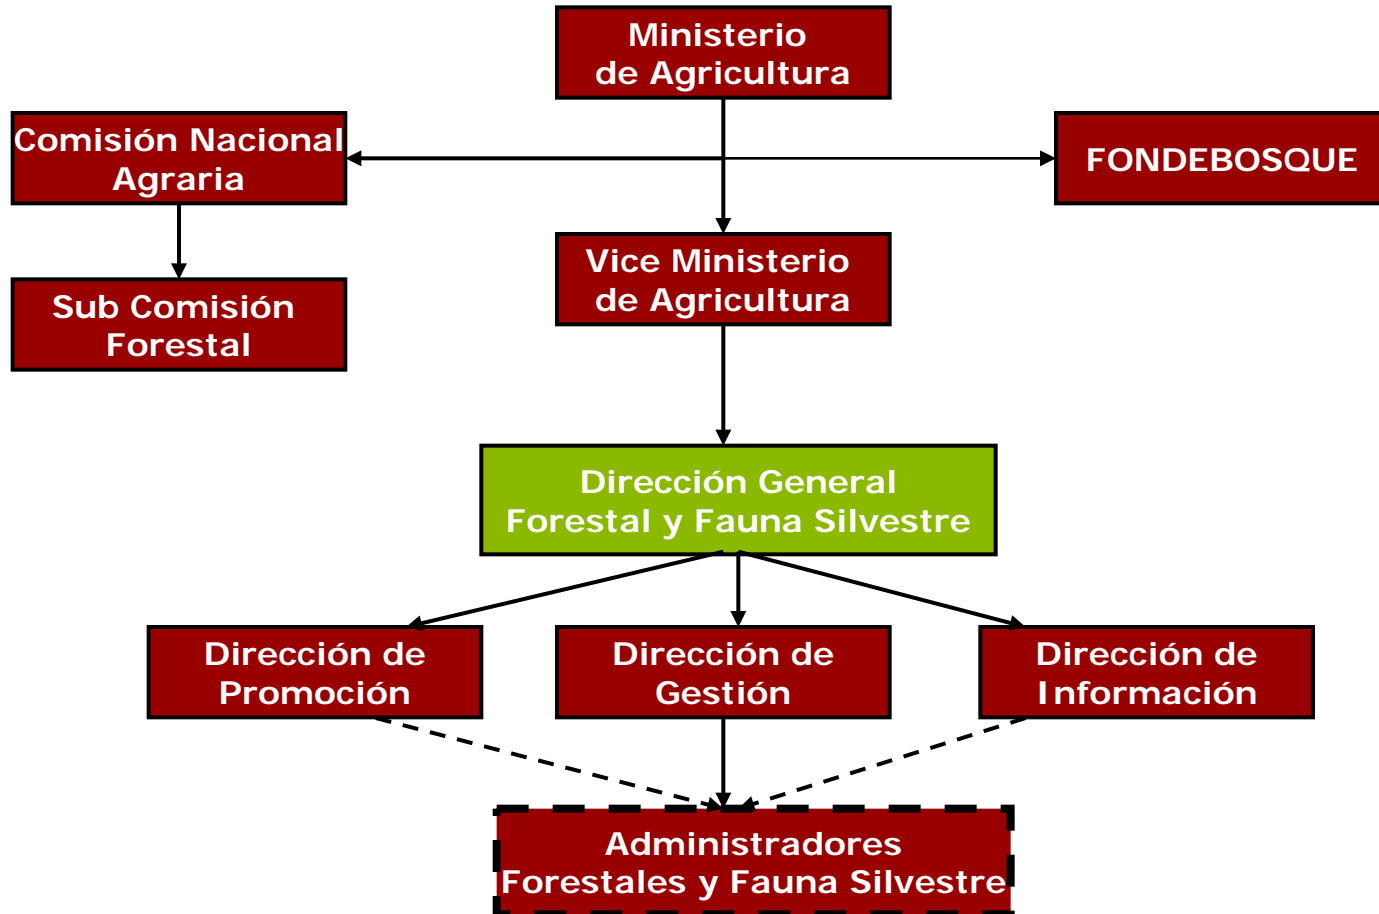 Ministerio
de Agricultura
Comisión Nacional
Agraria
FONDEBOSQUE
Vice Ministerio
de Agricultura
Sub Comisión
Forestal
Dirección General
Forestal y Fauna Silvestre
Dirección de
Promoción
Dirección de
Gestión
Dirección de
Información
Administradores
Forestales y Fauna Silvestre